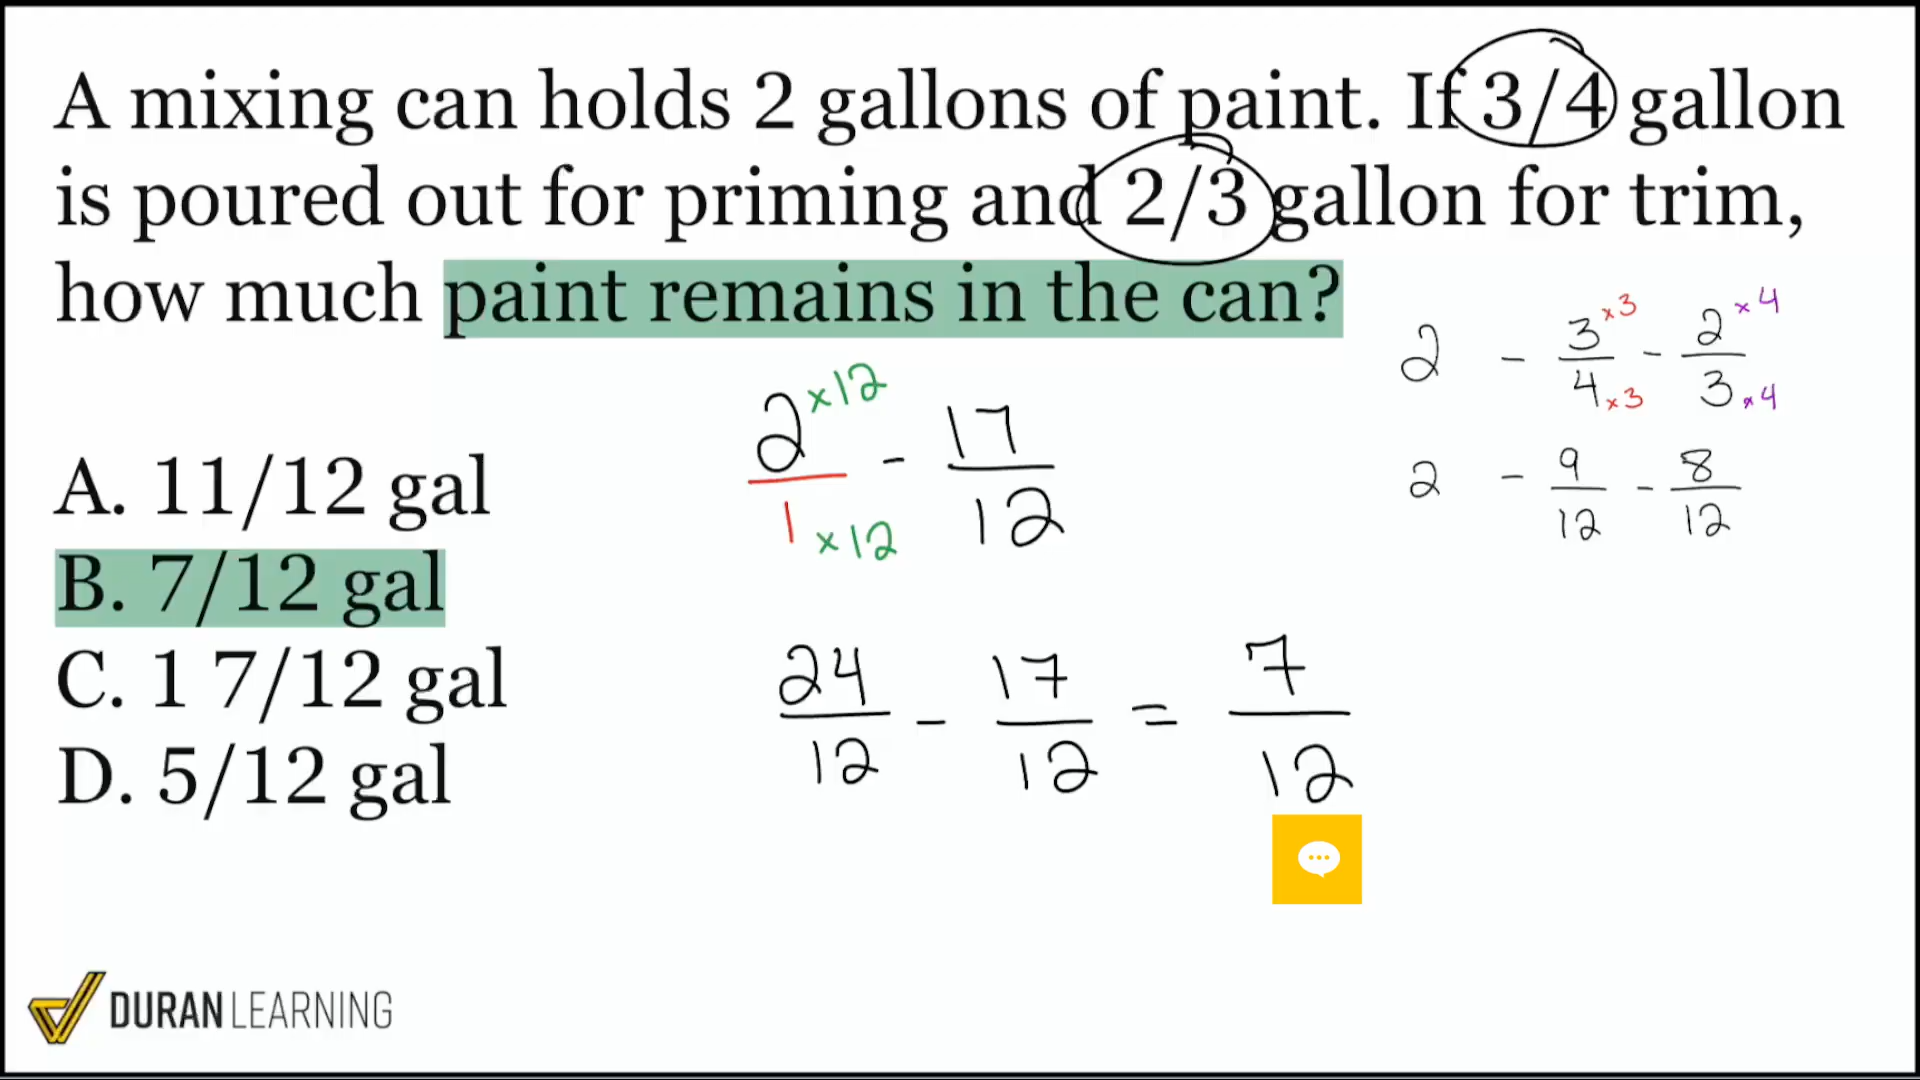 A mixing can holds 2 gallons of paint. If 3/4 gallon
is poured out for priming and 2/3 gallon for trim,
how much paint remains in the can?
2 - 3/4 - 2/3
×3 ×4
×3 ×4
2 - 9/12 - 8/12
A. 11/12 gal
B. 7/12 gal
C. 1 7/12 gal
D. 5/12 gal
2/1 - 17/12
×12
×12
24/12 - 17/12 = 7/12
DURAN LEARNING